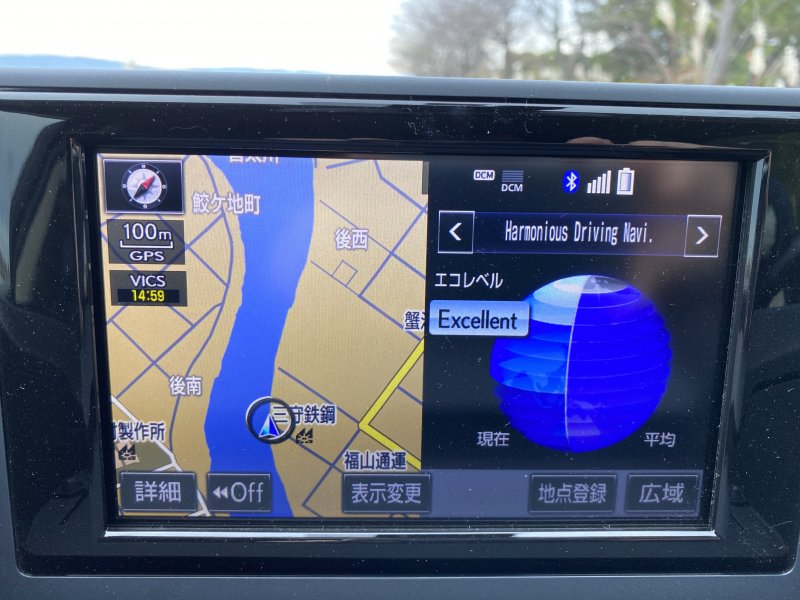 鮫ケ地町
100m
GPS
VICS
14:59
後西
後南
三守鉄鋼
製作所
福山通運
詳細
Off
表示変更
DCM
DCM
Harmonious Driving Navi.
エコレベル
Excellent
現在
平均
地点登録
広域